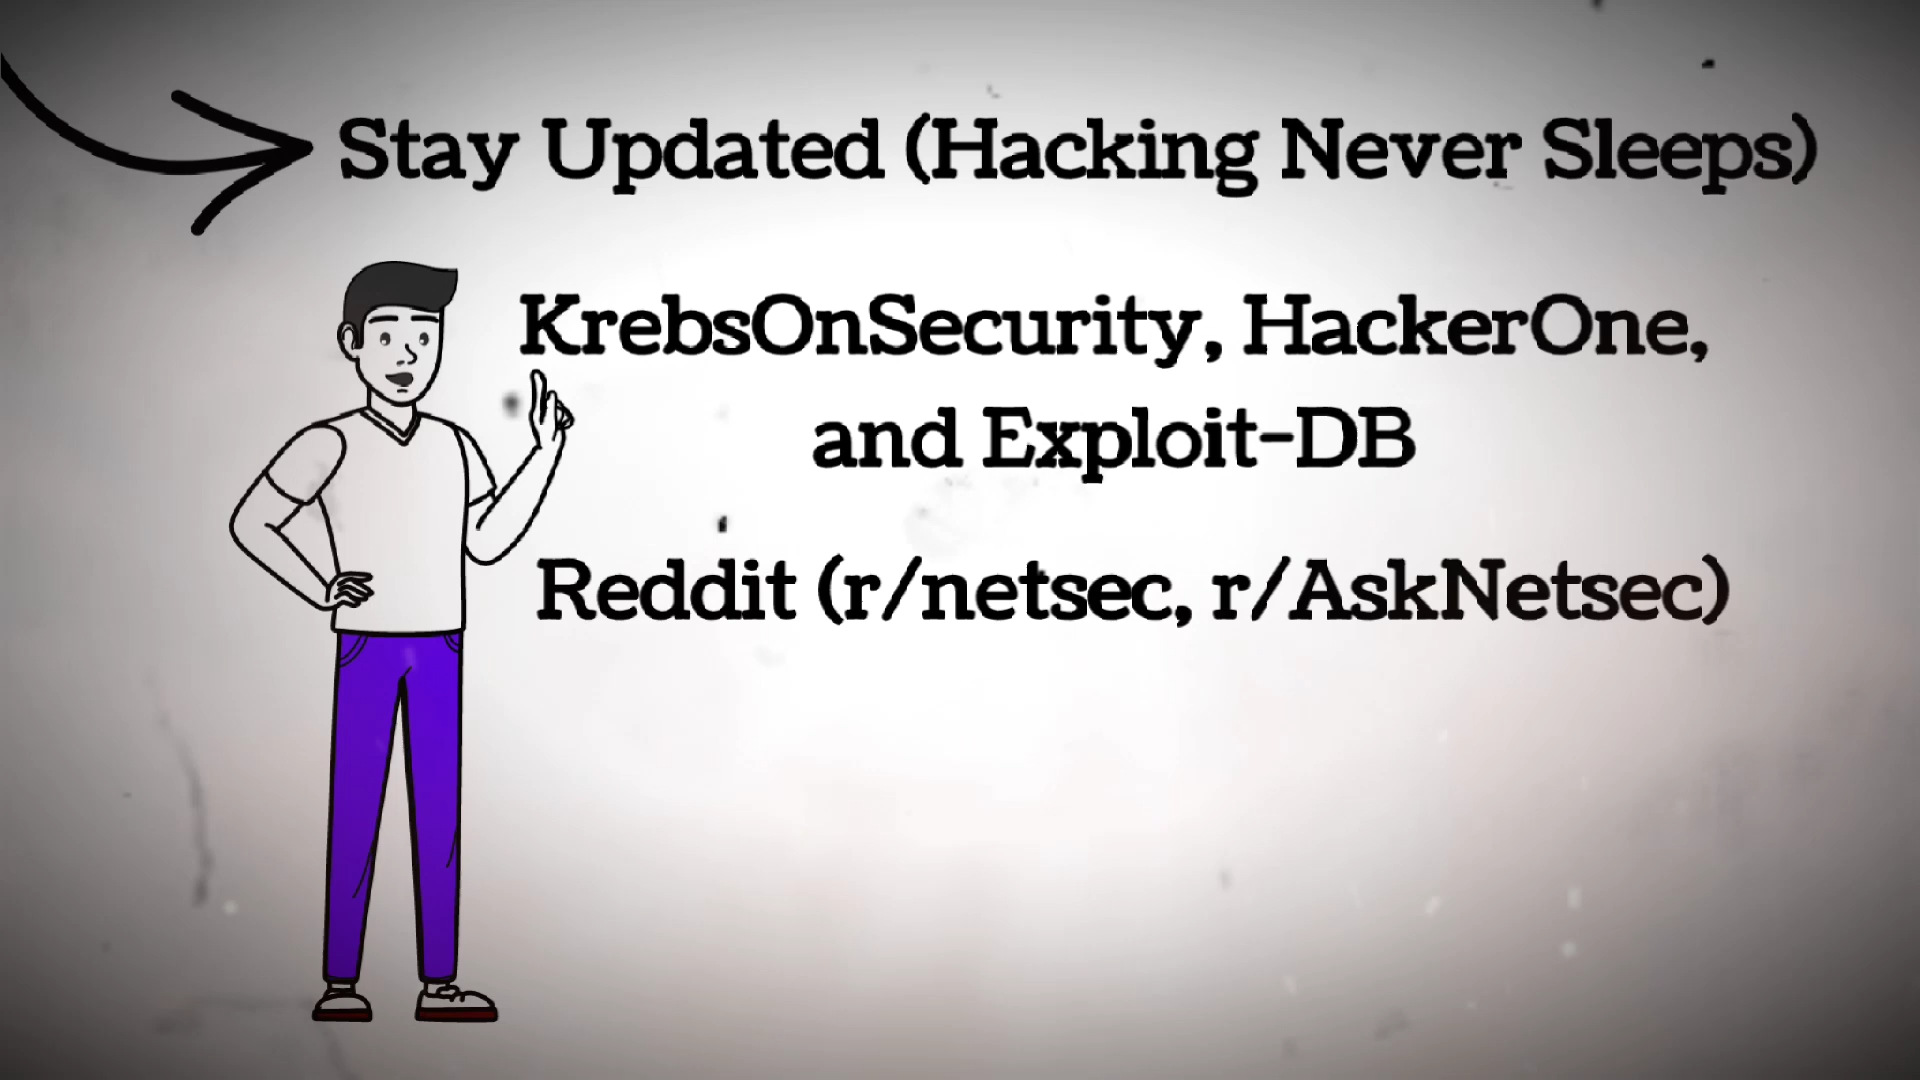 Stay Updated (Hacking Never Sleeps)
KrebsOnSecurity, HackerOne,
and Exploit-DB
Reddit (r/netsec, r/AskNetsec)